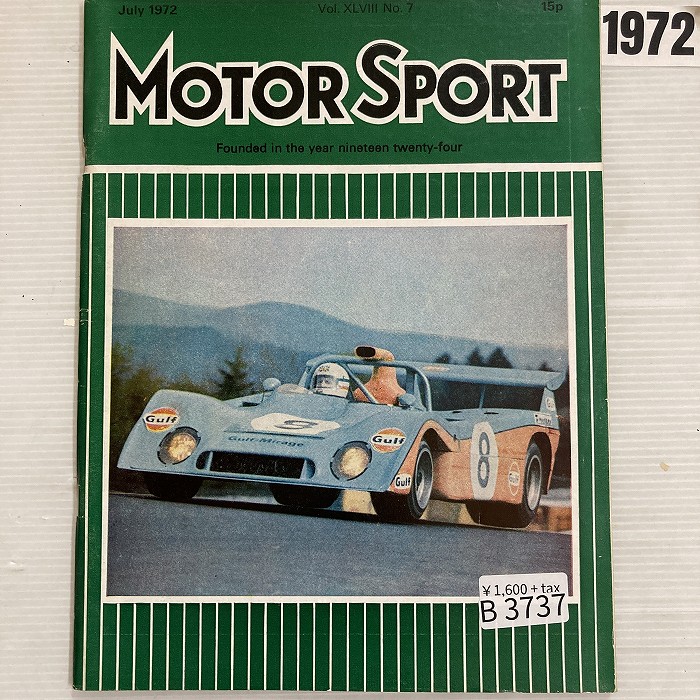 July 1972 Vol. XLVIII No. 7 15p
1972
MOTOR SPORT
Founded in the year nineteen twenty-four
Gulf
Gulf-Mirage
Gulf
8
Gulf
Gulf
¥ 1,600 + tax
B 3737